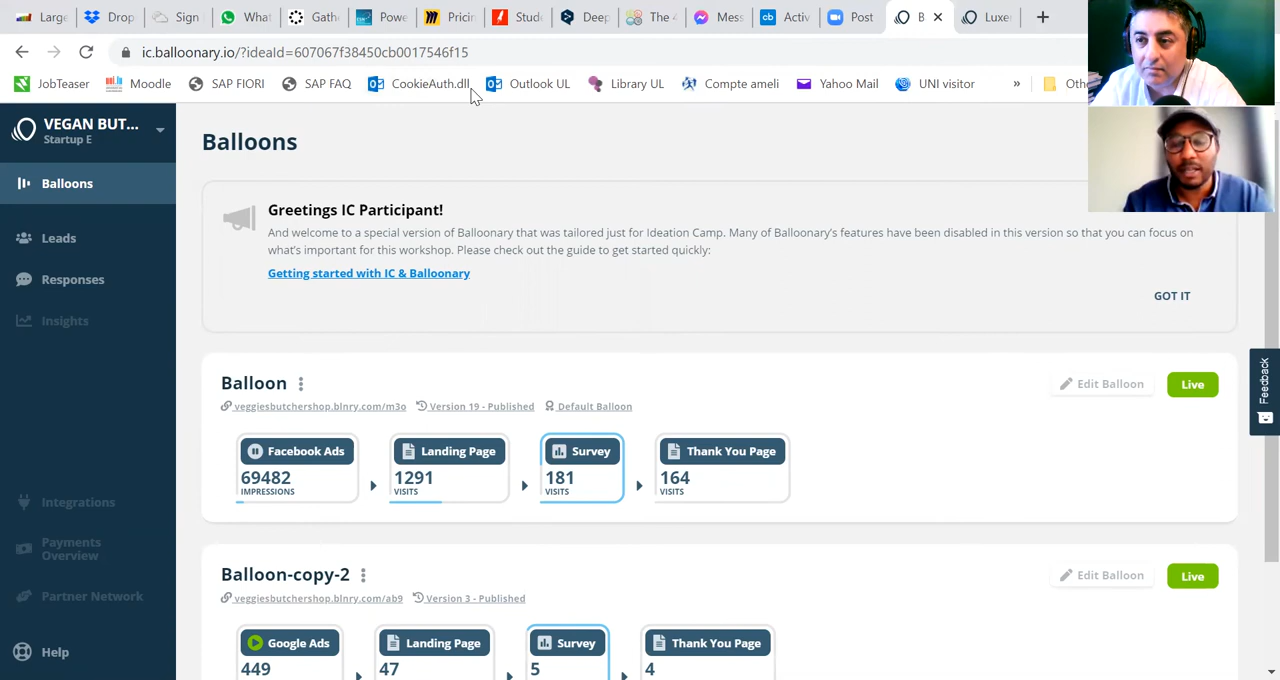 Large
Drop
Sign
What
Gath
Powe
Pricin
Stud
Deep
The 4
Mess
cb
Activ
Post
B
Luxe
ic.balloonary.io/?ideaId=607067f38450cb0017546f15
JobTeaser
Moodle
SAP FIORI
SAP FAQ
CookieAuth.dll
Outlook UL
Library UL
Compte ameli
Yahoo Mail
UNI visitor
»
Oth
VEGAN BUT...
Startup E
Balloons
Leads
Responses
Insights
Integrations
Payments
Overview
Partner Network
Help
Balloons
Greetings IC Participant!
And welcome to a special version of Balloonary that was tailored just for Ideation Camp. Many of Balloonary's features have been disabled in this version so that you can focus on
what's important for this workshop. Please check out the guide to get started quickly:
Getting started with IC & Balloonary
GOT IT
Feedback
Balloon
Edit Balloon
Live
veggiesbutchershop.blnry.com/m3o
Version 19 - Published
Default Balloon
Facebook Ads
69482
IMPRESSIONS
Landing Page
1291
VISITS
Survey
181
VISITS
Thank You Page
164
VISITS
Balloon-copy-2
Edit Balloon
Live
veggiesbutchershop.blnry.com/ab9
Version 3 - Published
Google Ads
449
Landing Page
47
Survey
5
Thank You Page
4